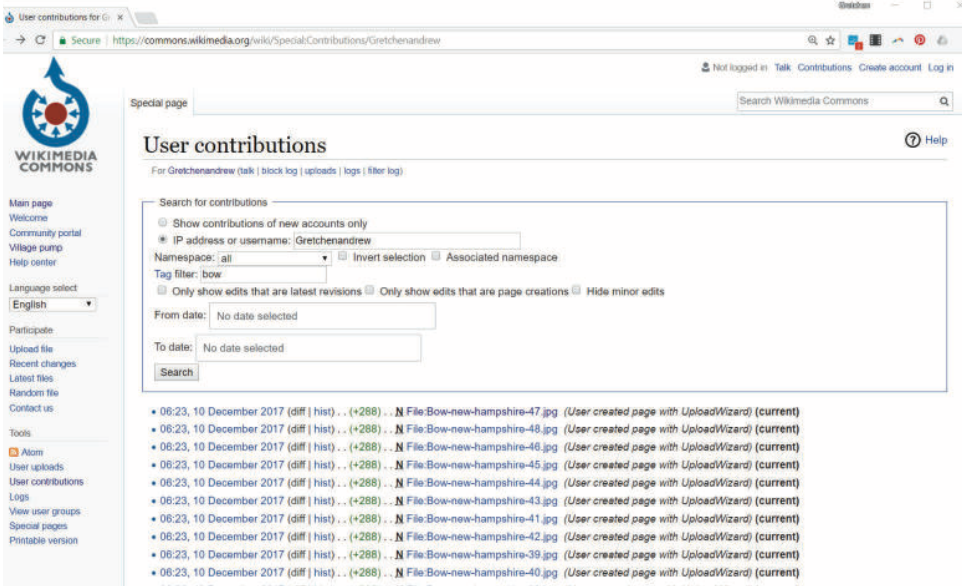 Gretchen
User contributions for G
Secure | https://commons.wikimedia.org/wiki/Special:Contributions/Gretchenandrew
Not logged in Talk Contributions Create account Log in
Special page
Search Wikimedia Commons
WIKIMEDIA
COMMONS
User contributions
Help
For Gretchenandrew (talk | block log | uploads | logs | filter log)
Main page
Welcome
Community portal
Village pump
Help center
Language select
English
Participate
Upload file
Recent changes
Latest files
Random file
Contact us
Tools
Atom
User uploads
User contributions
Logs
View user groups
Special pages
Printable version
Search for contributions
Show contributions of new accounts only
IP address or username: Gretchenandrew
Namespace: all Invert selection Associated namespace
Tag filter: bow
Only show edits that are latest revisions Only show edits that are page creations Hide minor edits
From date: No date selected
To date: No date selected
Search
• 06:23, 10 December 2017 (diff | hist) . . (+288) . . N File:Bow-new-hampshire-47.jpg (User created page with UploadWizard) (current)
• 06:23, 10 December 2017 (diff | hist) . . (+288) . . N File:Bow-new-hampshire-48.jpg (User created page with UploadWizard) (current)
• 06:23, 10 December 2017 (diff | hist) . . (+288) . . N File:Bow-new-hampshire-46.jpg (User created page with UploadWizard) (current)
• 06:23, 10 December 2017 (diff | hist) . . (+288) . . N File:Bow-new-hampshire-45.jpg (User created page with UploadWizard) (current)
• 06:23, 10 December 2017 (diff | hist) . . (+288) . . N File:Bow-new-hampshire-44.jpg (User created page with UploadWizard) (current)
• 06:23, 10 December 2017 (diff | hist) . . (+288) . . N File:Bow-new-hampshire-43.jpg (User created page with UploadWizard) (current)
• 06:23, 10 December 2017 (diff | hist) . . (+288) . . N File:Bow-new-hampshire-41.jpg (User created page with UploadWizard) (current)
• 06:23, 10 December 2017 (diff | hist) . . (+288) . . N File:Bow-new-hampshire-42.jpg (User created page with UploadWizard) (current)
• 06:23, 10 December 2017 (diff | hist) . . (+288) . . N File:Bow-new-hampshire-39.jpg (User created page with UploadWizard) (current)
• 06:23, 10 December 2017 (diff | hist) . . (+288) . . N File:Bow-new-hampshire-40.jpg (User created page with UploadWizard) (current)